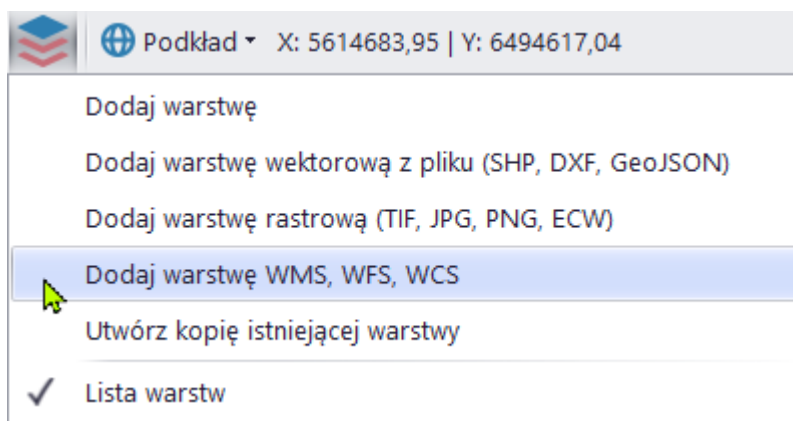 Podkład X: 5614683,95 | Y: 6494617,04
Dodaj warstwę
Dodaj warstwę wektorową z pliku (SHP, DXF, GeoJSON)
Dodaj warstwę rastrową (TIF, JPG, PNG, ECW)
Dodaj warstwę WMS, WFS, WCS
Utwórz kopię istniejącej warstwy
Lista warstw